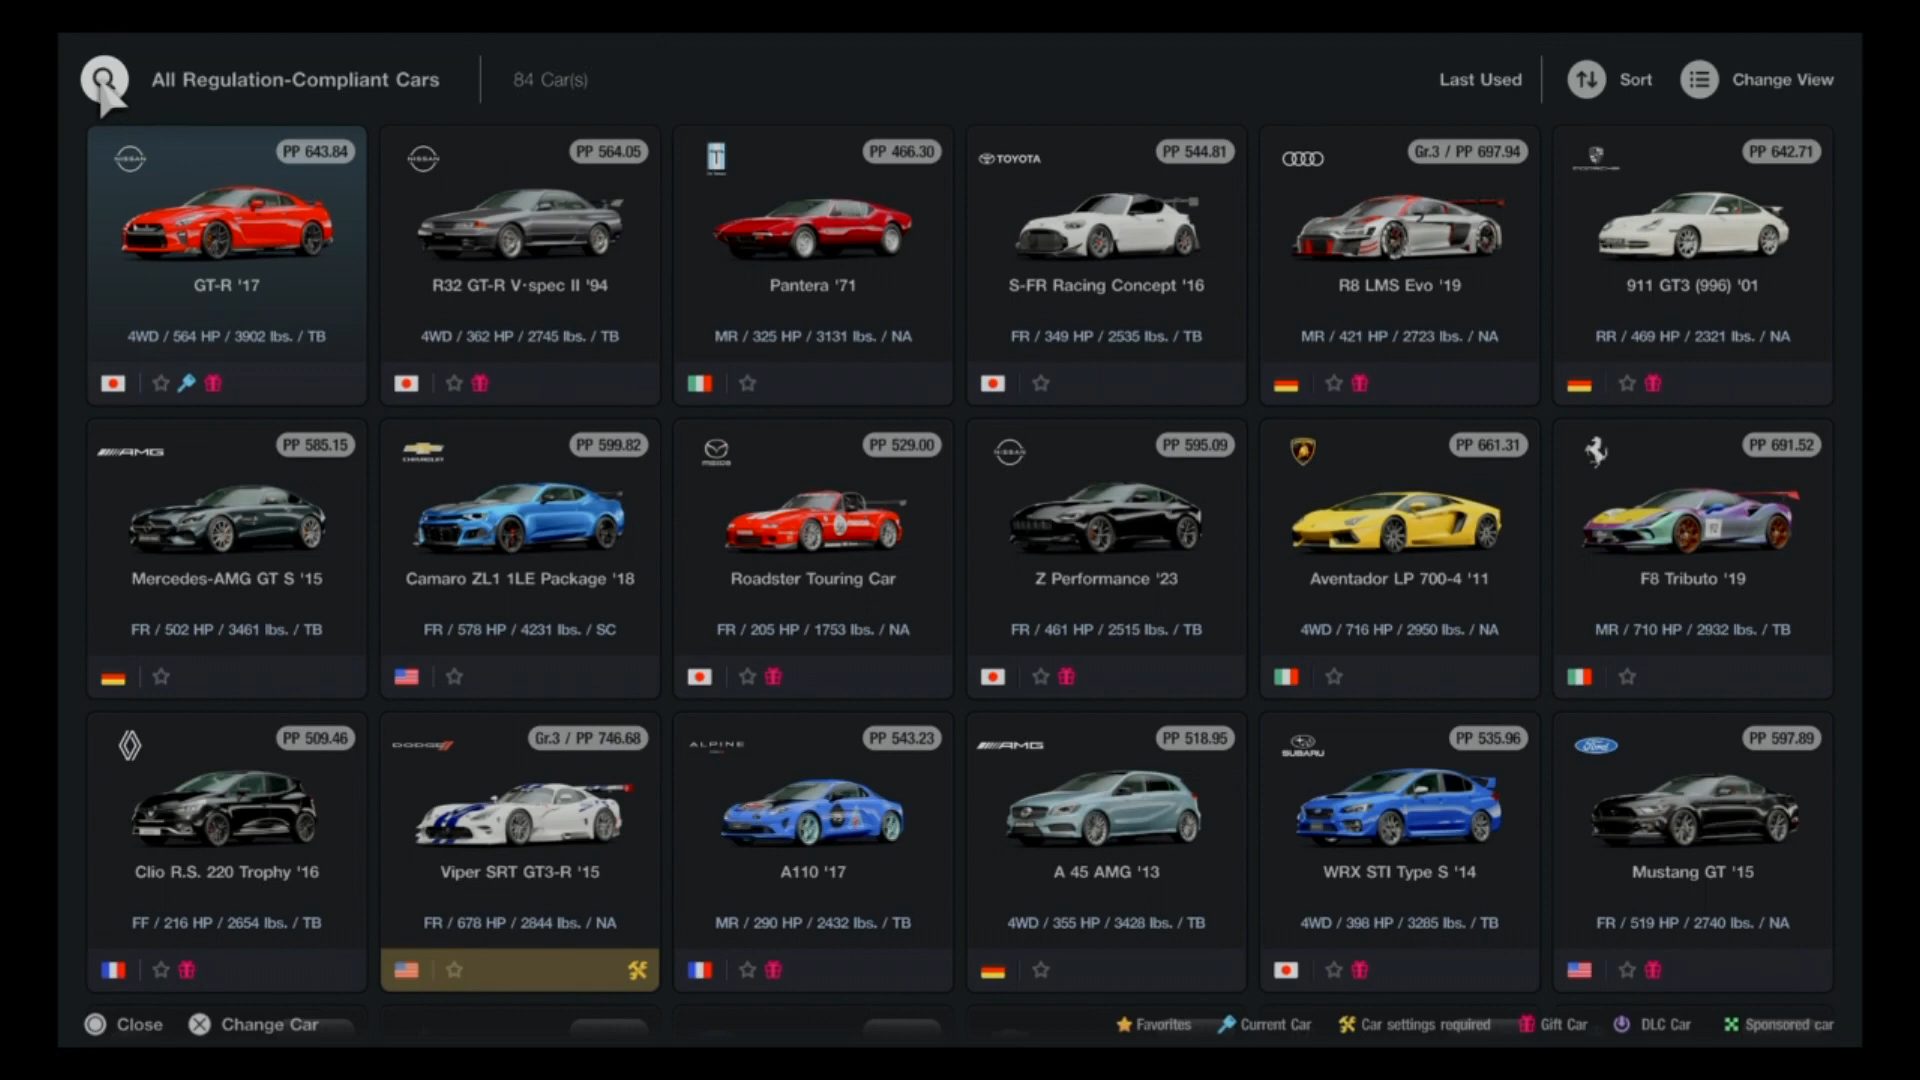 All Regulation-Compliant Cars
84 Car(s)
Last Used
Sort
Change View
NISSAN
PP 643.84
GT-R '17
4WD / 564 HP / 3902 lbs. / TB
NISSAN
PP 564.05
R32 GT-R V·spec II '94
4WD / 362 HP / 2745 lbs. / TB
PP 466.30
Pantera '71
MR / 325 HP / 3131 lbs. / NA
TOYOTA
PP 544.81
S-FR Racing Concept '16
FR / 349 HP / 2535 lbs. / TB
Gr.3 / PP 697.94
R8 LMS Evo '19
MR / 421 HP / 2723 lbs. / NA
PORSCHE
PP 642.71
911 GT3 (996) '01
RR / 469 HP / 2321 lbs. / NA
AMG
PP 585.15
Mercedes-AMG GT S '15
FR / 502 HP / 3461 lbs. / TB
CHEVROLET
PP 599.82
Camaro ZL1 1LE Package '18
FR / 578 HP / 4231 lbs. / SC
mazda
PP 529.00
Roadster Touring Car
FR / 205 HP / 1753 lbs. / NA
NISSAN
PP 595.09
Z Performance '23
FR / 461 HP / 2515 lbs. / TB
PP 661.31
Aventador LP 700-4 '11
4WD / 716 HP / 2950 lbs. / NA
PP 691.52
F8 Tributo '19
MR / 710 HP / 2932 lbs. / TB
PP 509.46
Clio R.S. 220 Trophy '16
FF / 216 HP / 2654 lbs. / TB
DODGE
Gr.3 / PP 746.68
Viper SRT GT3-R '15
FR / 678 HP / 2844 lbs. / NA
ALPINE
PP 543.23
A110 '17
MR / 290 HP / 2432 lbs. / TB
AMG
PP 518.95
A 45 AMG '13
4WD / 355 HP / 3428 lbs. / TB
SUBARU
PP 535.96
WRX STI Type S '14
4WD / 398 HP / 3285 lbs. / TB
Ford
PP 597.89
Mustang GT '15
FR / 519 HP / 2740 lbs. / NA
Close
Change Car
Favorites
Current Car
Car settings required
Gift Car
DLC Car
Sponsored car